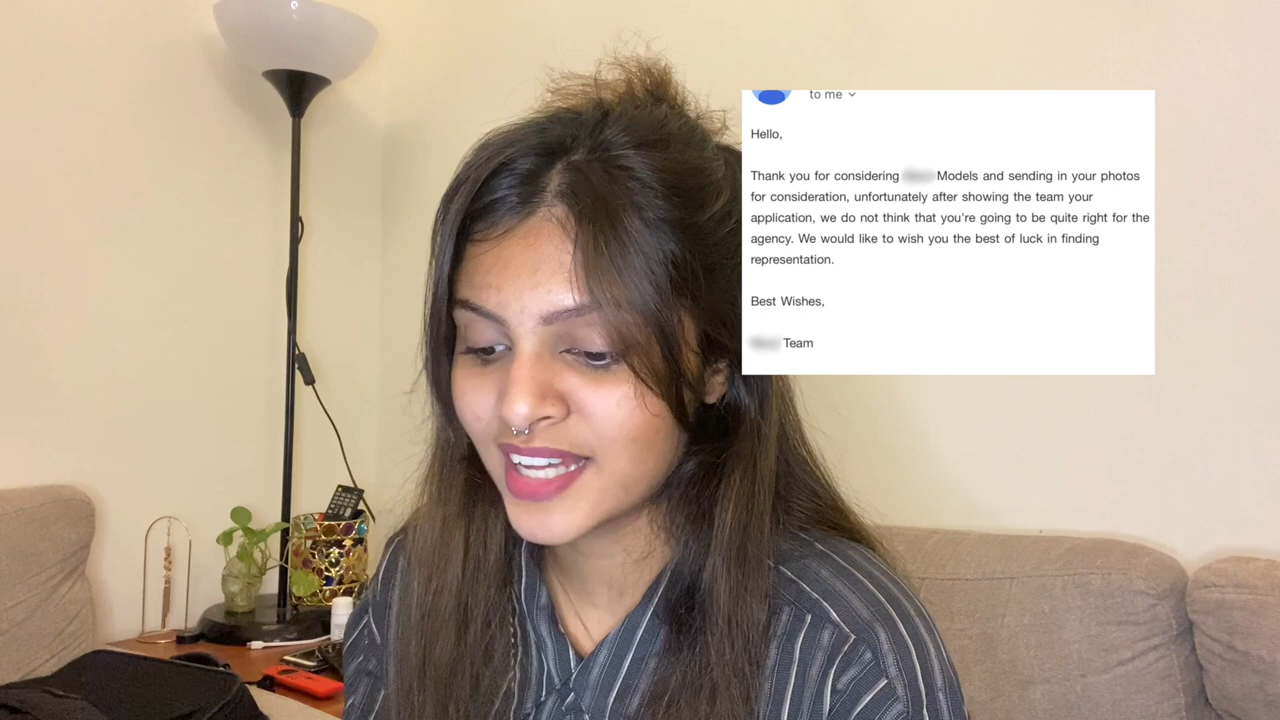 to me
Hello,
Thank you for considering Models and sending in your photos
for consideration, unfortunately after showing the team your
application, we do not think that you're going to be quite right for the
agency. We would like to wish you the best of luck in finding
representation.
Best Wishes,
Team